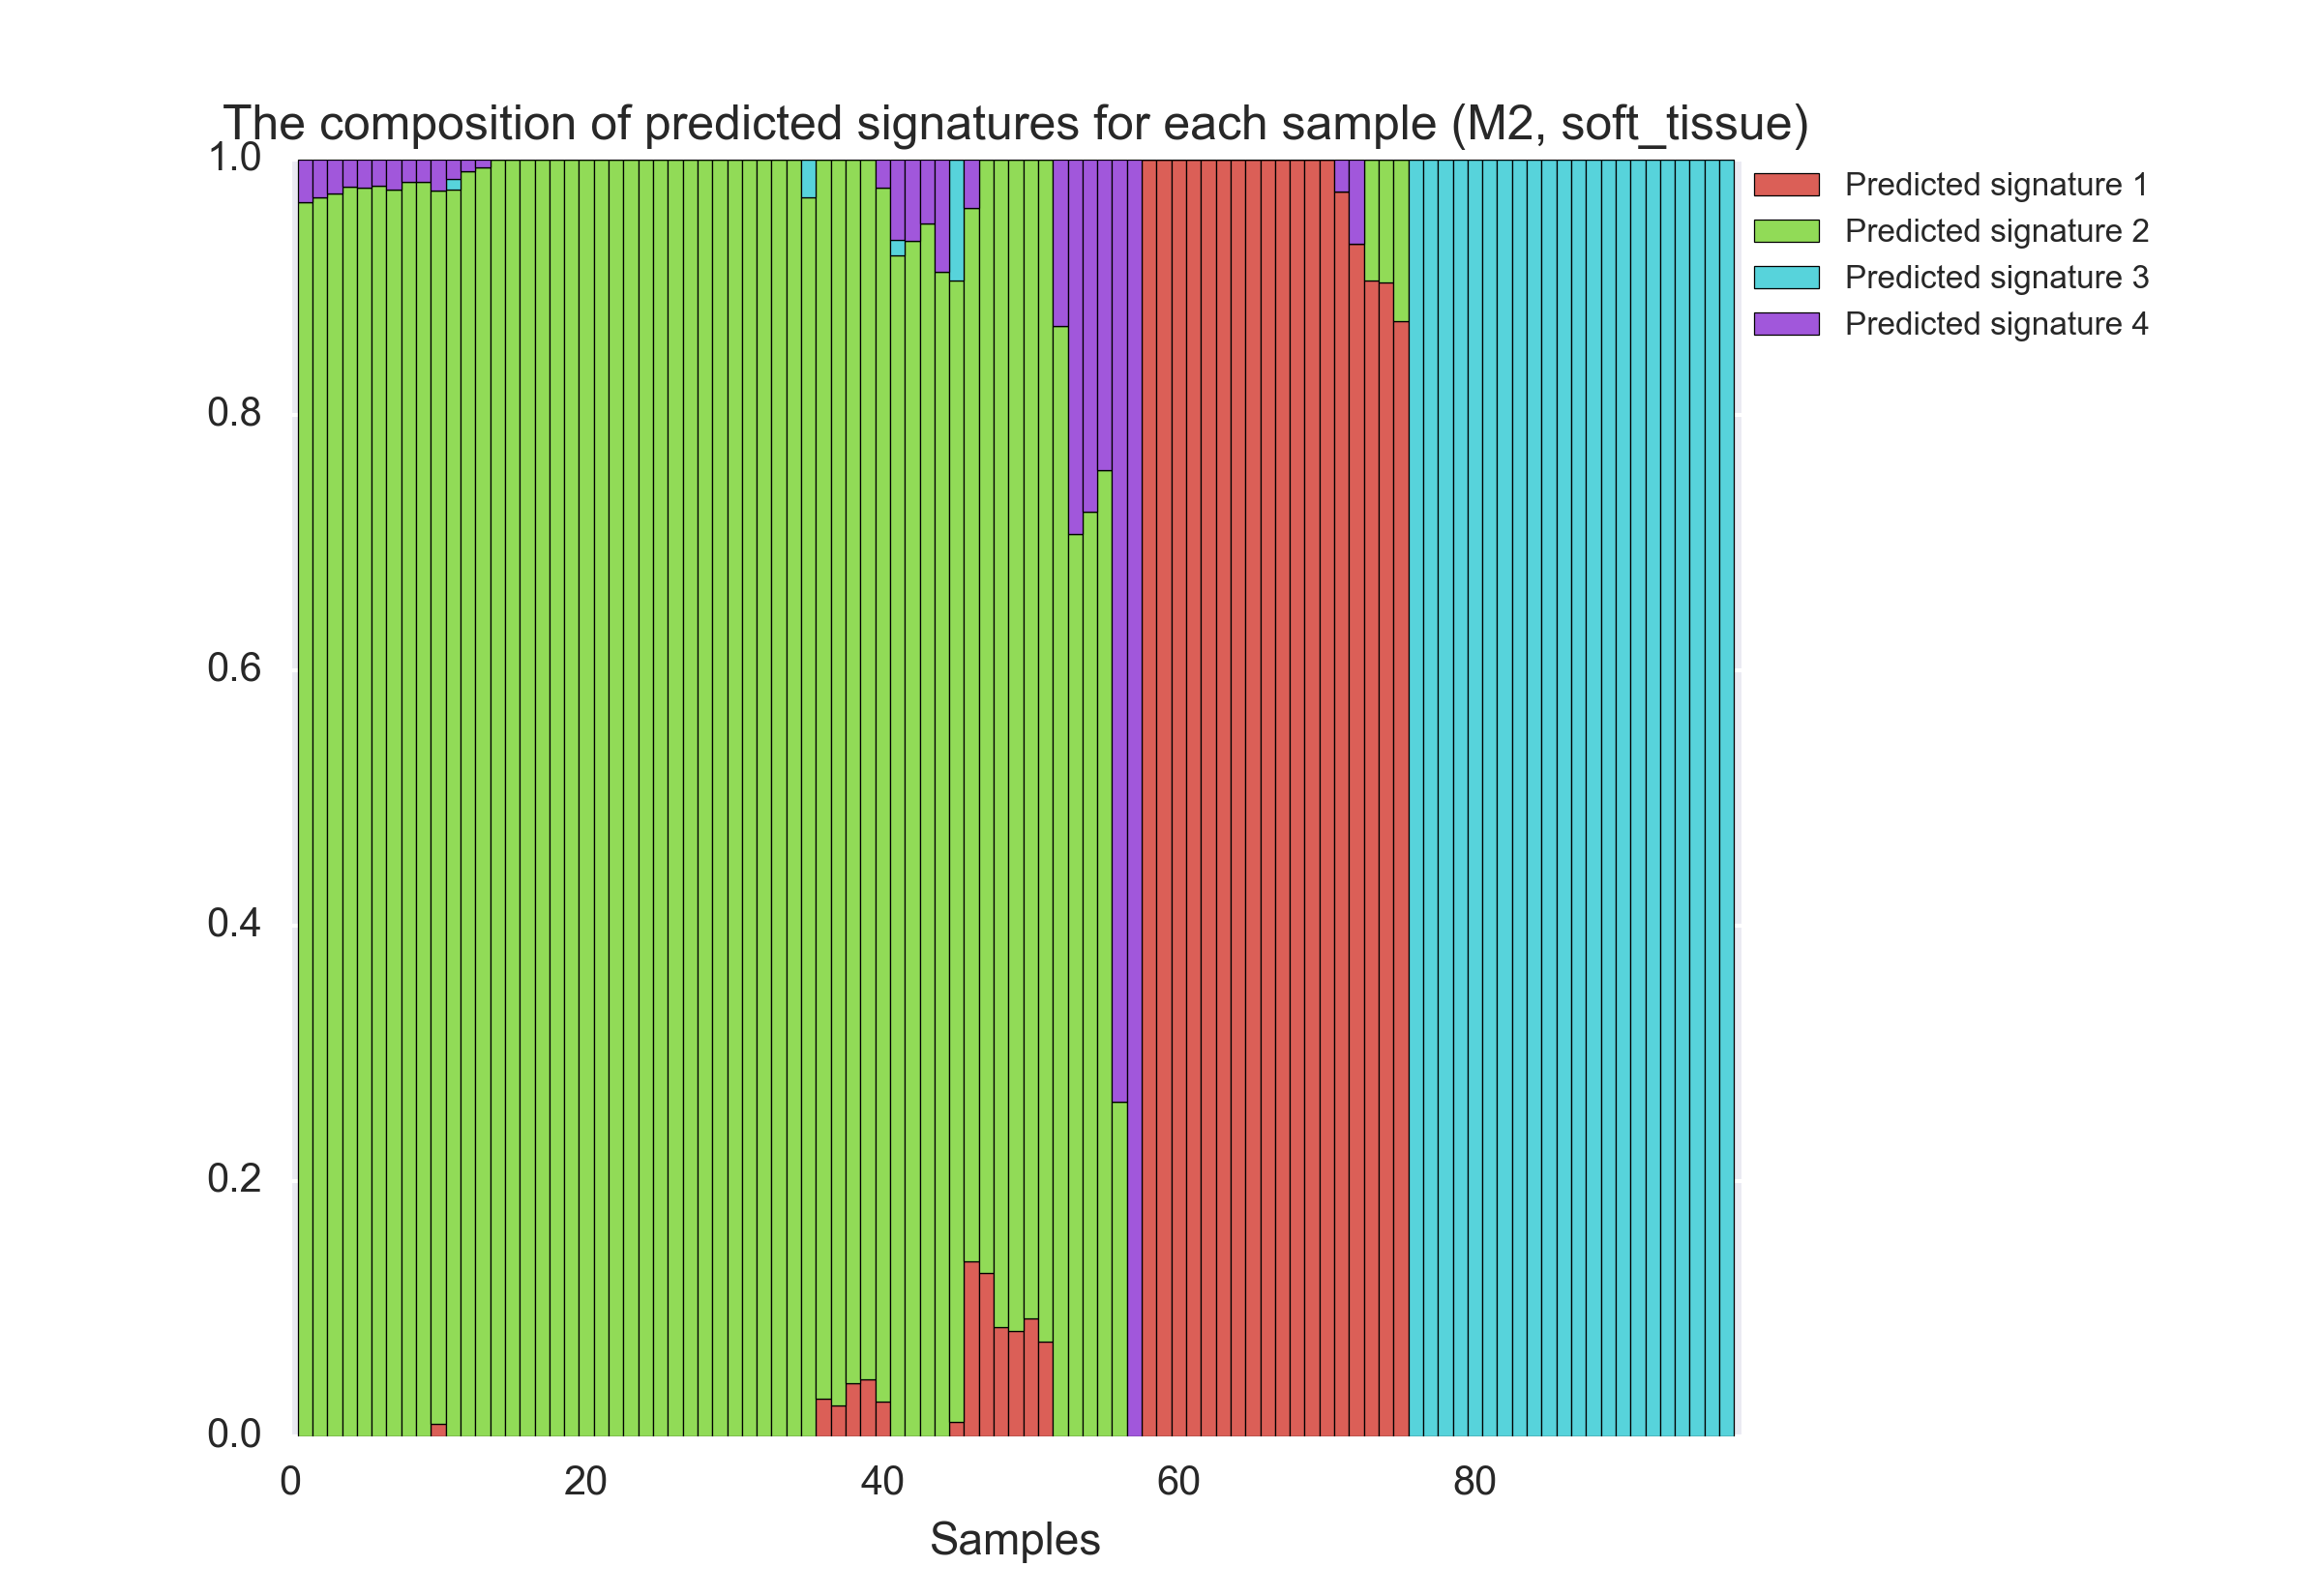 The composition of predicted signatures for each sample (M2, soft_tissue)
1.0
0.8
0.6
0.4
0.2
0.0
0 20 40 60 80
Samples
Predicted signature 1
Predicted signature 2
Predicted signature 3
Predicted signature 4